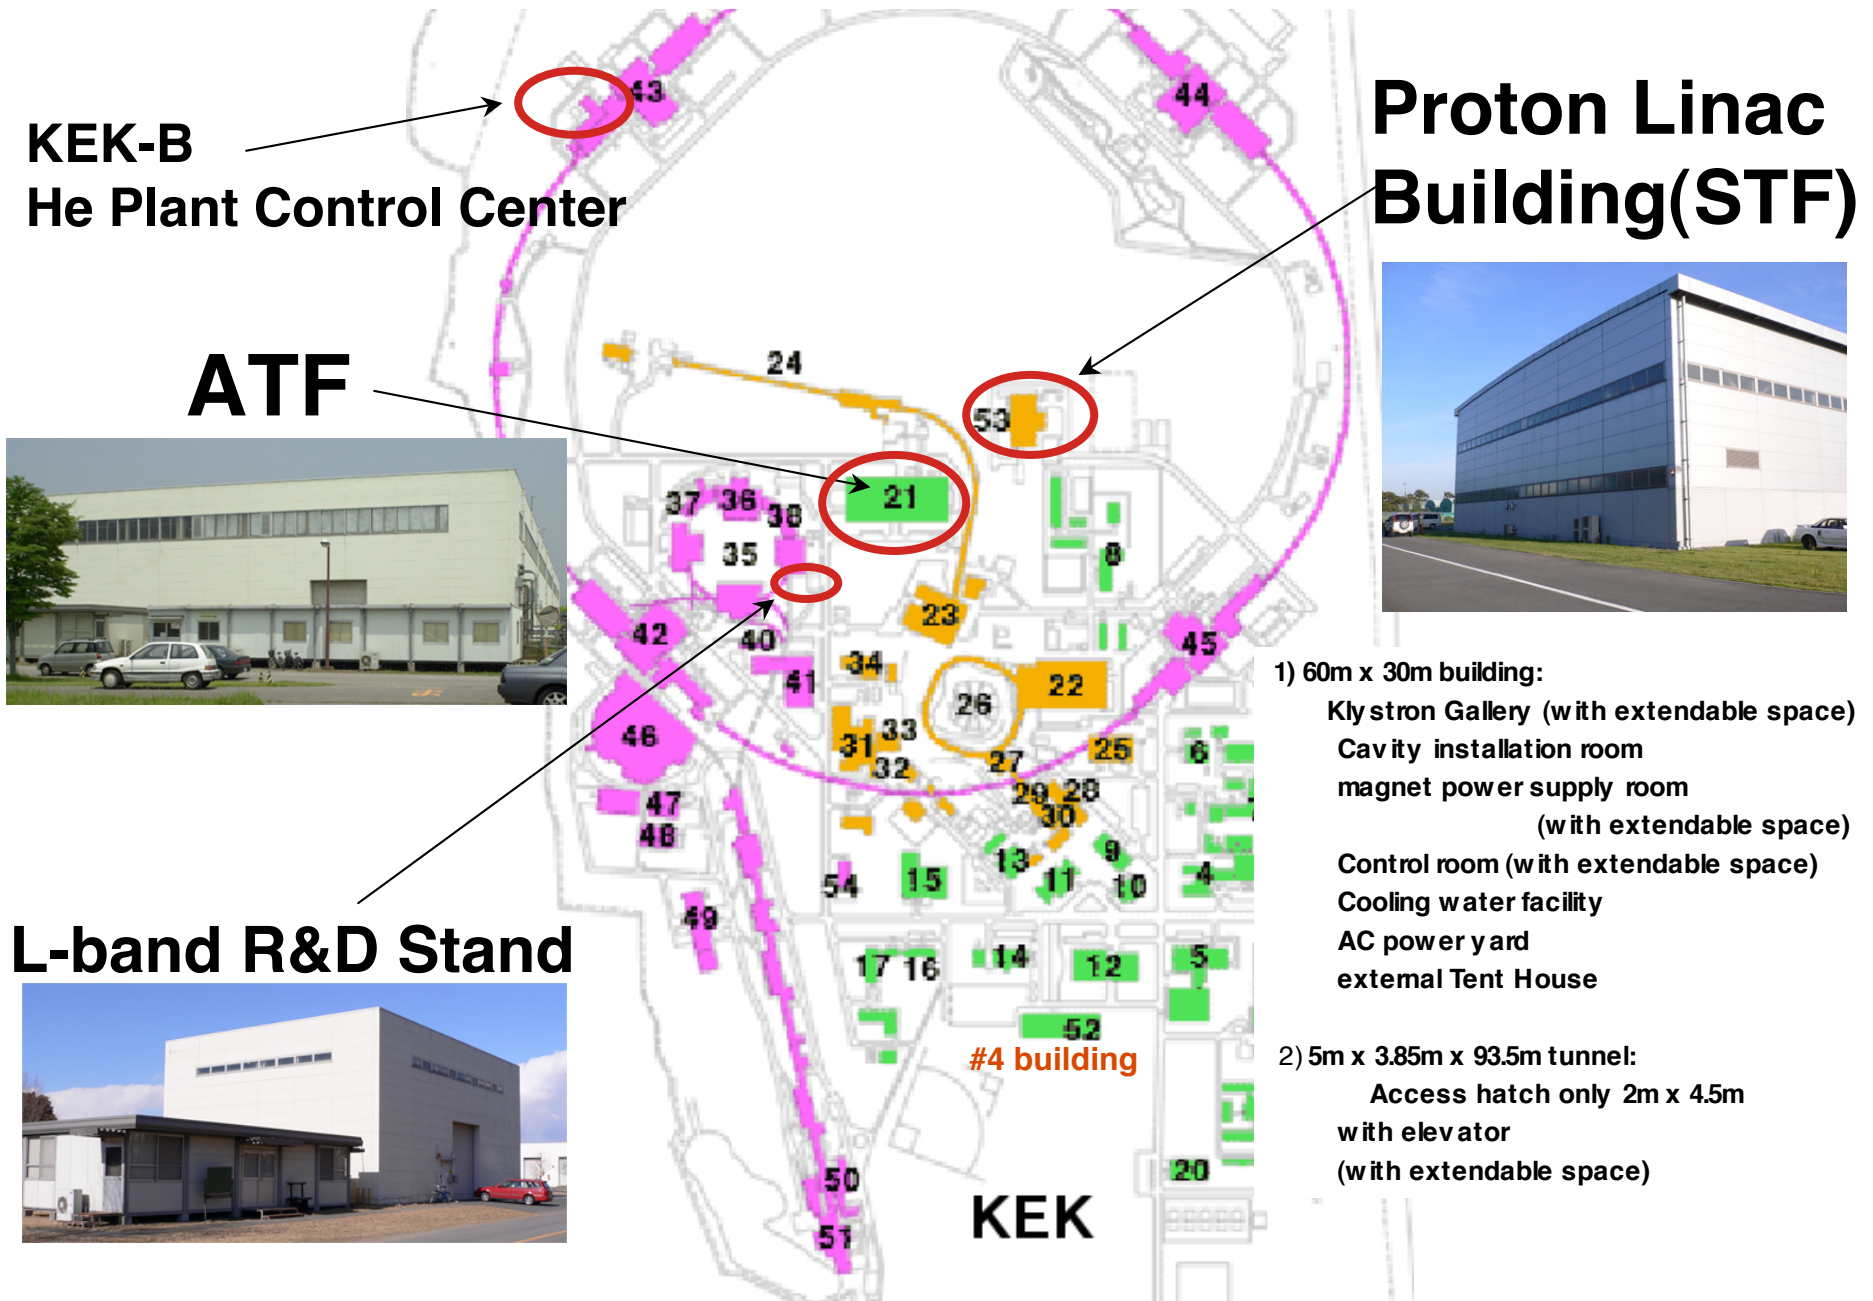 KEK-B
He Plant Control Center
Proton Linac
Building(STF)
ATF
L-band R&D Stand
43
44
24
53
37
36
38
21
35
8
42
40
23
45
34
41
26
22
46
31
33
32
27
25
6
29
28
30
47
48
54
15
13
9
11
10
4
49
17
16
14
12
5
52
#4 building
20
50
51
KEK
1) 60m x 30m building:
Klystron Gallery (with extendable space)
Cavity installation room
magnet power supply room
(with extendable space)
Control room (with extendable space)
Cooling water facility
AC power yard
external Tent House
2) 5m x 3.85m x 93.5m tunnel:
Access hatch only 2m x 4.5m
with elevator
(with extendable space)